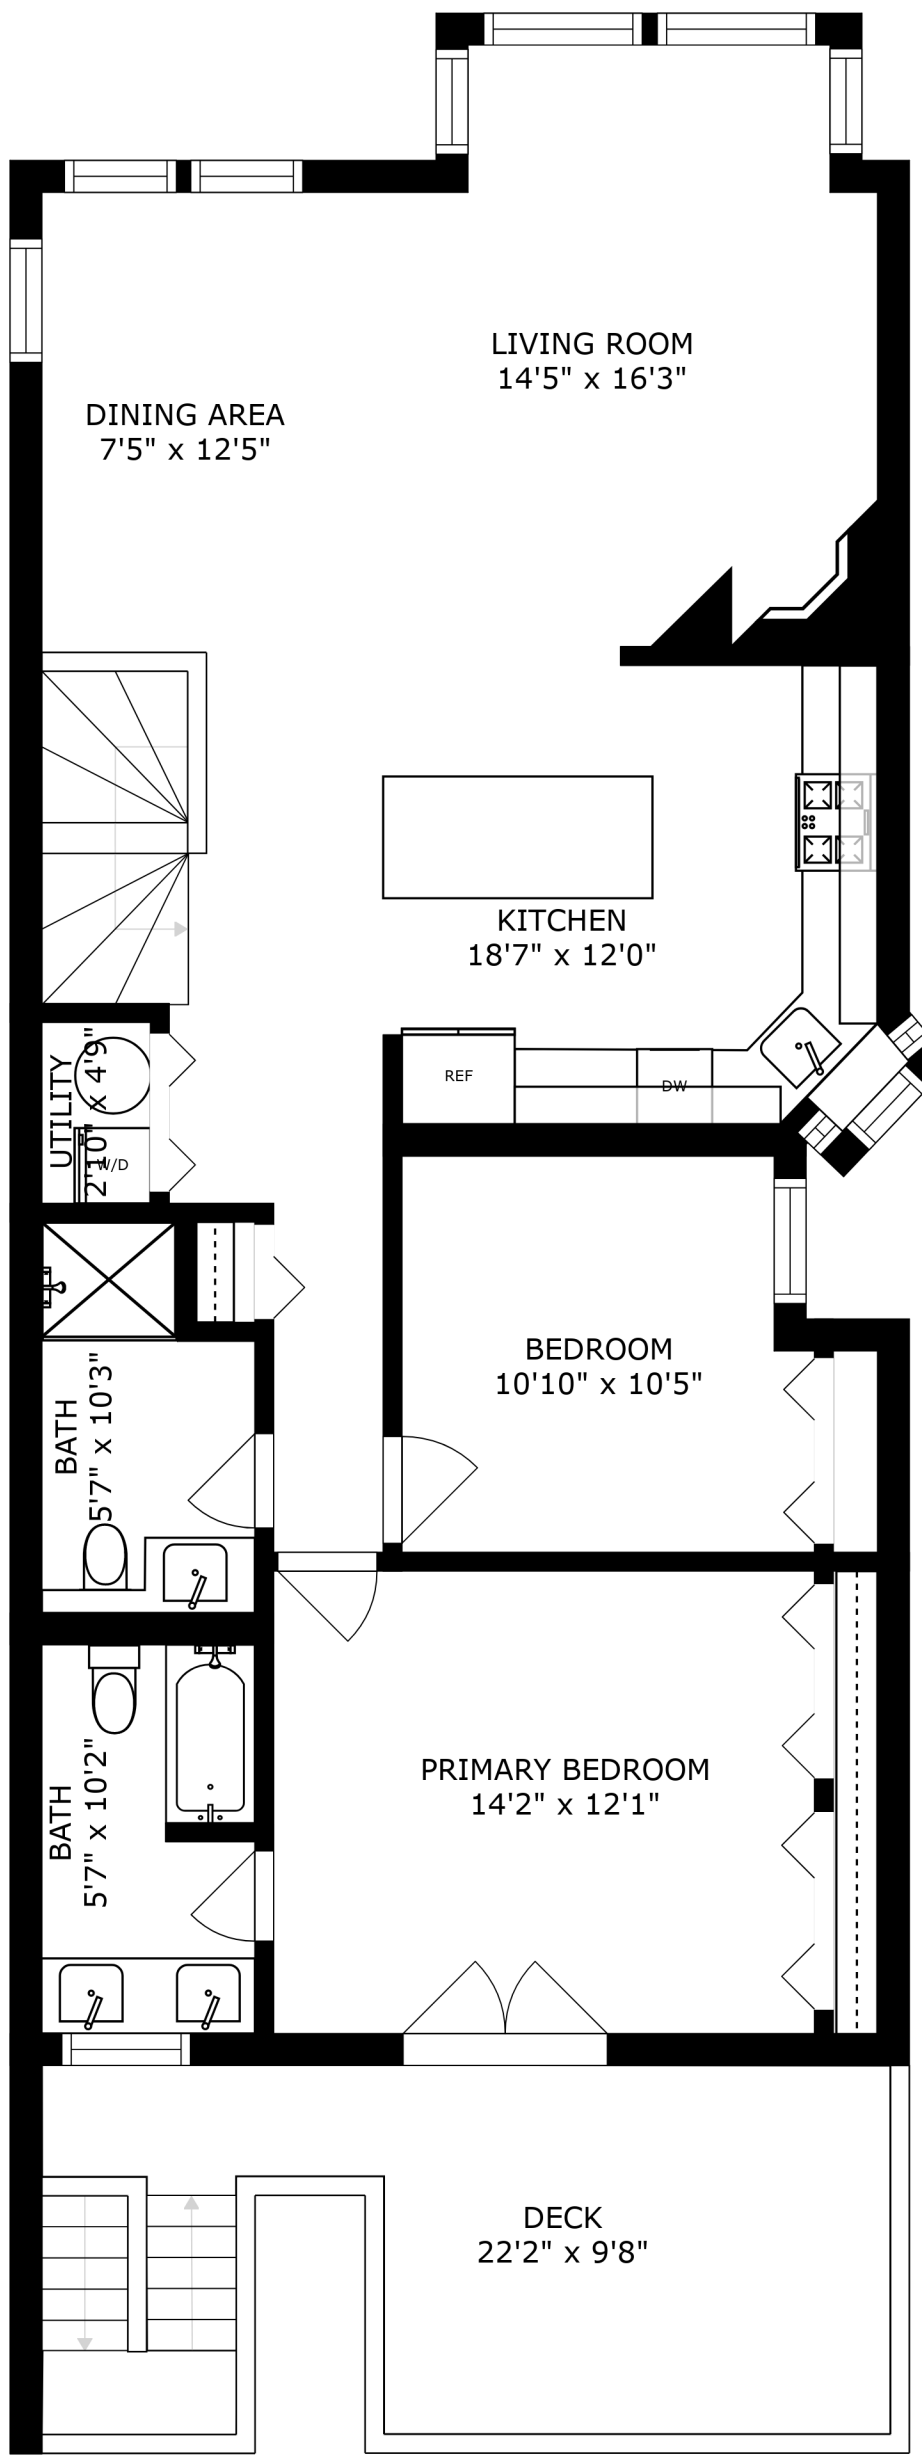 LIVING ROOM
14'5" x 16'3"
DINING AREA
7'5" x 12'5"
KITCHEN
18'7" x 12'0"
REF
DW
UTILITY
2'10" x 4'9"
W/D
BEDROOM
10'10" x 10'5"
BATH
5'7" x 10'3"
PRIMARY BEDROOM
14'2" x 12'1"
BATH
5'7" x 10'2"
DECK
22'2" x 9'8"